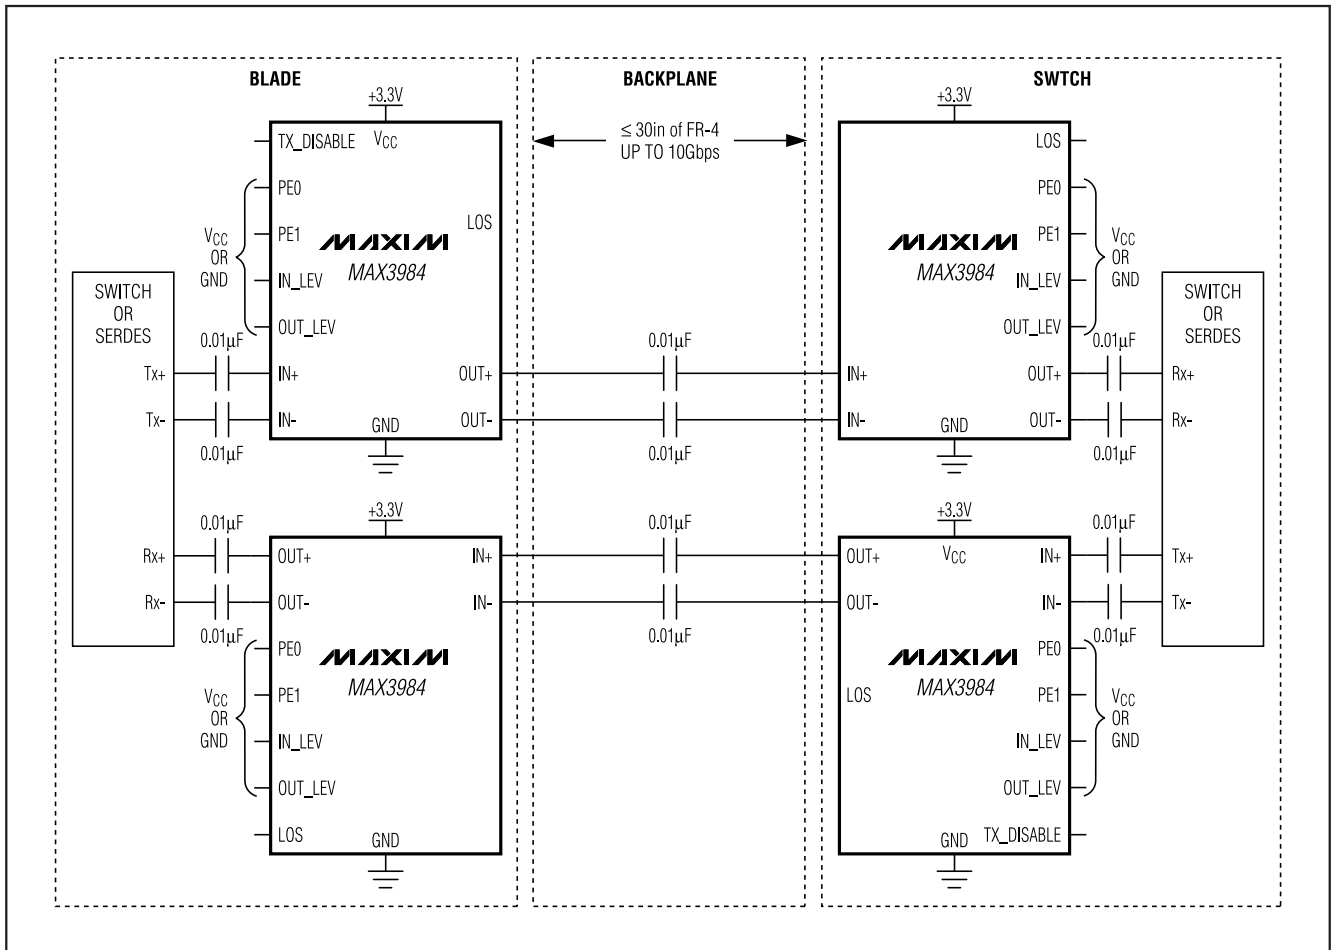 BLADE
BACKPLANE
SWTCH
+3.3V
TX_DISABLE
VCC
PE0
PE1
IN_LEV
OUT_LEV
VCC
OR
GND
LOS
MAXIM
MAX3984
SWITCH
OR
SERDES
Tx+
Tx-
0.01µF
0.01µF
IN+
IN-
GND
OUT+
OUT-
≤ 30in of FR-4
UP TO 10Gbps
0.01µF
0.01µF
+3.3V
LOS
PE0
PE1
IN_LEV
OUT_LEV
VCC
OR
GND
MAXIM
MAX3984
IN+
IN-
GND
OUT+
OUT-
0.01µF
0.01µF
SWITCH
OR
SERDES
Rx+
Rx-
Rx+
Rx-
0.01µF
0.01µF
+3.3V
OUT+
OUT-
IN+
IN-
PE0
PE1
IN_LEV
OUT_LEV
LOS
VCC
OR
GND
MAXIM
MAX3984
GND
0.01µF
0.01µF
+3.3V
OUT+
OUT-
VCC
IN+
IN-
MAXIM
MAX3984
LOS
PE0
PE1
IN_LEV
OUT_LEV
TX_DISABLE
GND
VCC
OR
GND
0.01µF
0.01µF
Tx+
Tx-